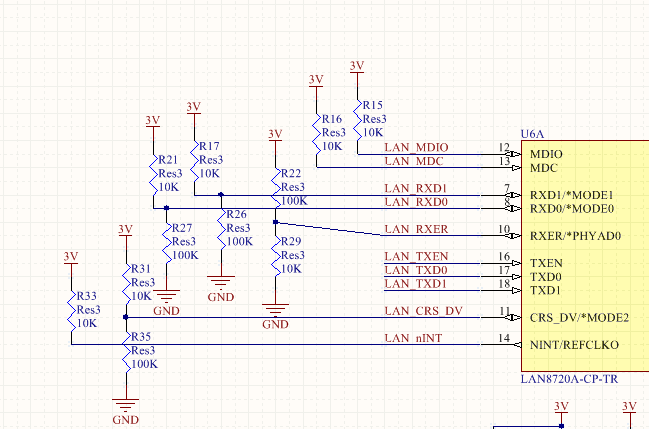 3V
3V
R15
Res3
10K
R16
Res3
10K
3V
3V
3V
U6A
R17
Res3
10K
R21
Res3
10K
LAN_MDIO
12
MDIO
LAN_MDC
13
MDC
R22
Res3
100K
LAN_RXD1
7
RXD1/*MODE1
LAN_RXD0
8
RXD0/*MODE0
R26
Res3
100K
R27
Res3
100K
3V
LAN_RXER
10
RXER/*PHYAD0
R29
Res3
10K
3V
LAN_TXEN
16
TXEN
LAN_TXD0
17
TXD0
LAN_TXD1
18
TXD1
R31
Res3
10K
R33
Res3
10K
GND
GND
GND
LAN_CRS_DV
11
CRS_DV/*MODE2
R35
Res3
100K
LAN_nINT
14
NINT/REFCLKO
LAN8720A-CP-TR
GND
3V
3V